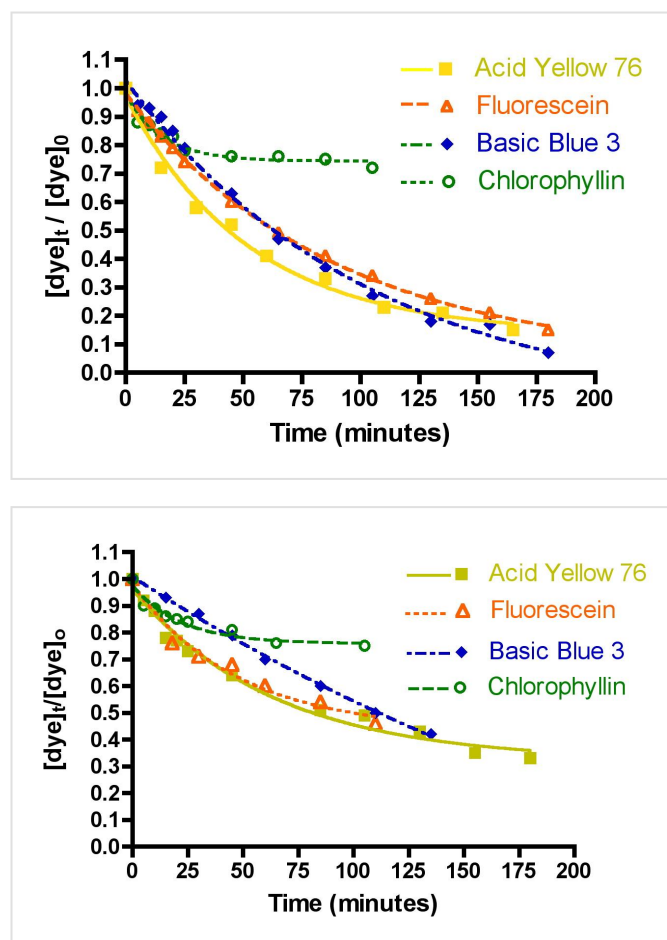 1.1
1.0
0.9
0.8
0.7
0.6
0.5
0.4
0.3
0.2
0.1
0.0
[dye]t / [dye]0
0 25 50 75 100 125 150 175 200
Time (minutes)
Acid Yellow 76
Fluorescein
Basic Blue 3
Chlorophyllin
1.1
1.0
0.9
0.8
0.7
0.6
0.5
0.4
0.3
0.2
0.1
0.0
[dye]t/[dye]o
0 25 50 75 100 125 150 175 200
Time (minutes)
Acid Yellow 76
Fluorescein
Basic Blue 3
Chlorophyllin